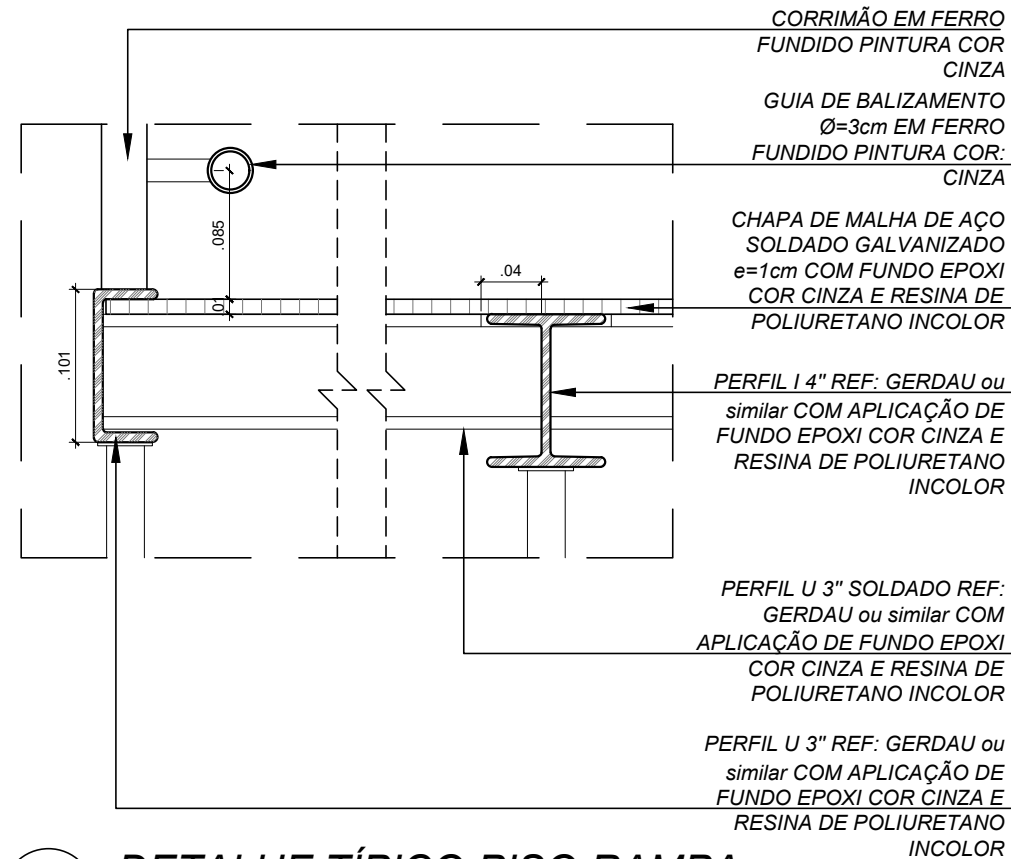 CORRIMÃO EM FERRO
FUNDIDO PINTURA COR
CINZA
GUIA DE BALIZAMENTO
Ø=3cm EM FERRO
FUNDIDO PINTURA COR:
CINZA
CHAPA DE MALHA DE AÇO
SOLDADO GALVANIZADO
e=1cm COM FUNDO EPOXI
COR CINZA E RESINA DE
POLIURETANO INCOLOR
PERFIL I 4" REF: GERDAU ou
similar COM APLICAÇÃO DE
FUNDO EPOXI COR CINZA E
RESINA DE POLIURETANO
INCOLOR
PERFIL U 3" SOLDADO REF:
GERDAU ou similar COM
APLICAÇÃO DE FUNDO EPOXI
COR CINZA E RESINA DE
POLIURETANO INCOLOR
PERFIL U 3" REF: GERDAU ou
similar COM APLICAÇÃO DE
FUNDO EPOXI COR CINZA E
RESINA DE POLIURETANO
INCOLOR
.085
.01
.04
.101
DETALHE TÍPICO PISO RAMPA